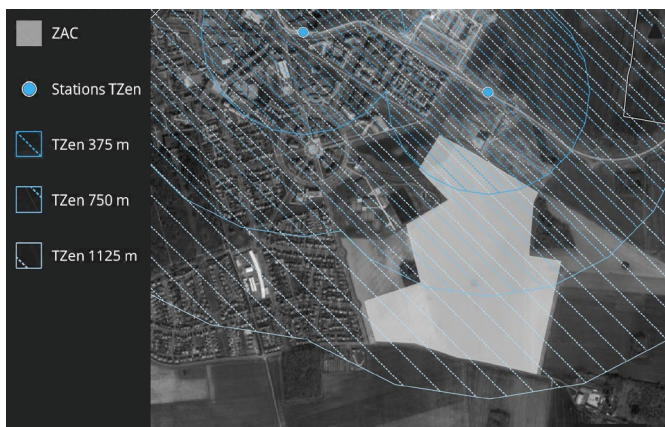 ZAC
Stations TZen
TZen 375 m
TZen 750 m
TZen 1125 m